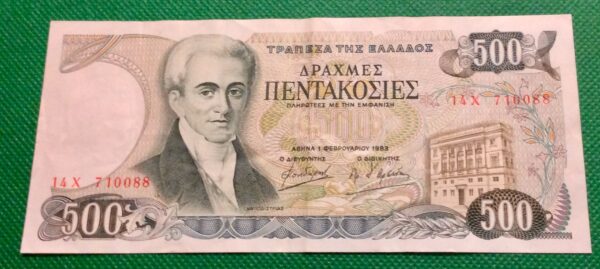 500
ΤΡΑΠΕΖΑ ΤΗΣ ΕΛΛΑΔΟΣ
ΔΡΑΧΜΕΣ
ΠΕΝΤΑΚΟΣΙΕΣ
ΠΛΗΡΩΤΕΕΣ ΜΕ ΤΗΝ ΕΜΦΑΝΙΣΗ
14Χ 710088
ΑΘΗΝΑ 1 ΦΕΒΡΟΥΑΡΙΟΥ 1983
Ο ΔΙΕΥΘΥΝΤΗΣ Ο ΔΙΟΙΚΗΤΗΣ
14Χ 710088
500
500